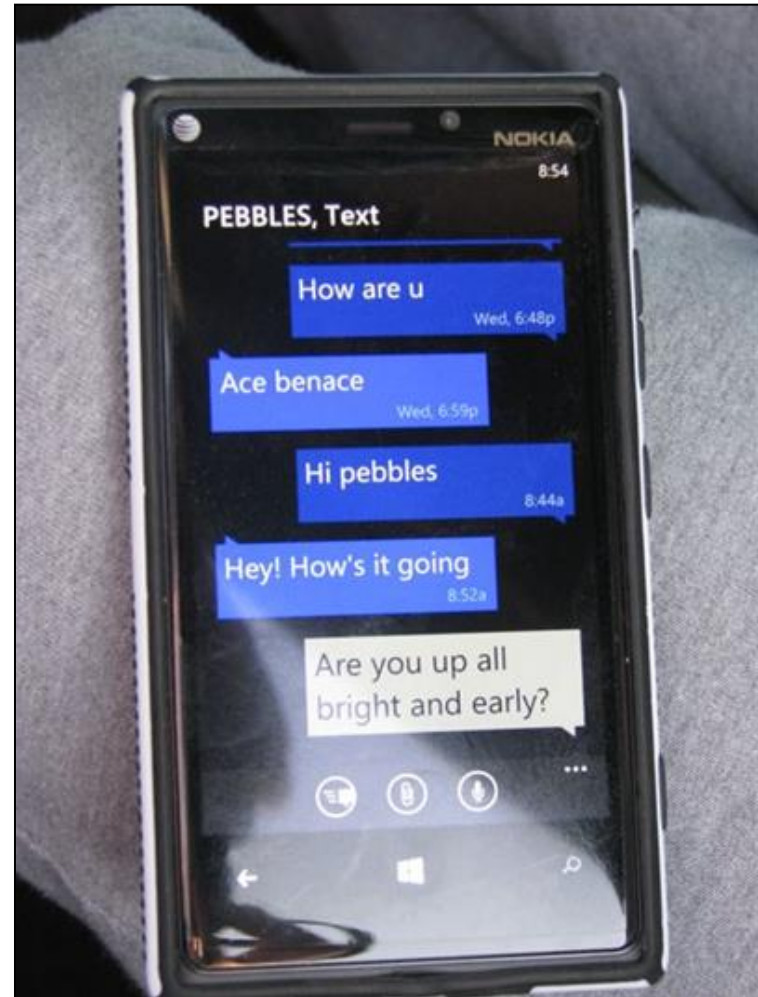 NOKIA
8:54
PEBBLES, Text
How are u
Wed, 6:48p
Ace benace
Wed, 6:59p
Hi pebbles
8:44a
Hey! How's it going
8:52a
Are you up all
bright and early?